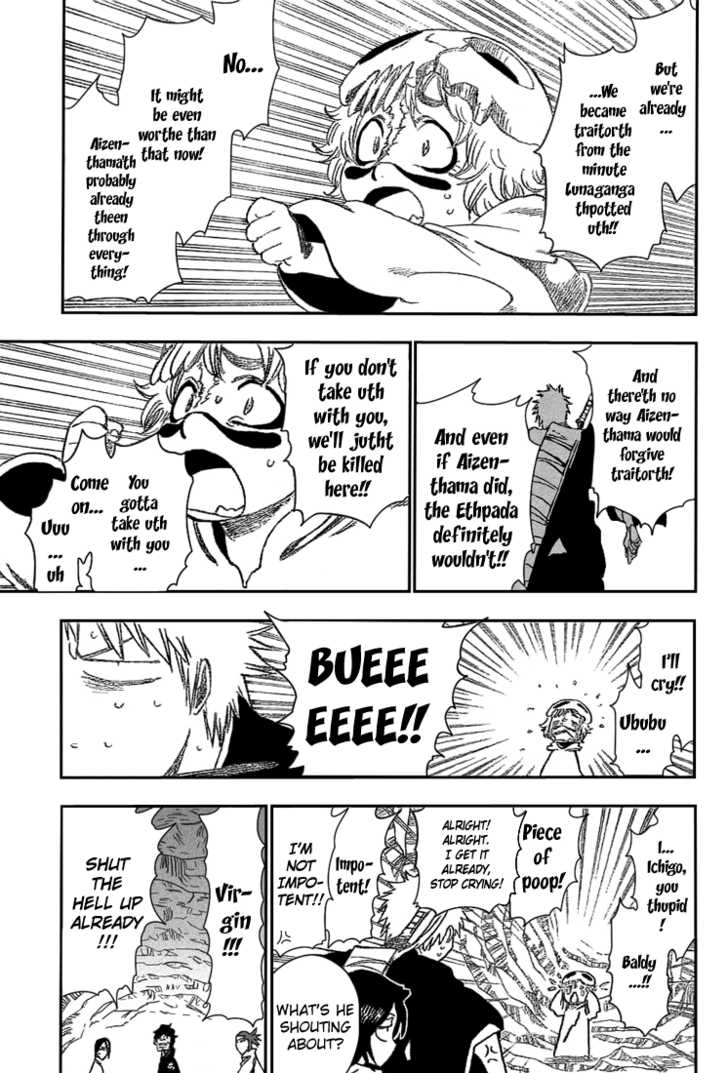 But
we're
already
...
...We
became
traitorth
from the
minute
Lunaganga
thpotted
uth!!
No...
It might
be even
worthe than
that now!
Aizen-
thama'th
probably
already
theen
through
every-
thing!
And
there'th no
way Aizen-
thama would
forgive
traitorth!
And even
if Aizen-
thama did,
the Ethpada
definitely
wouldn't!!
If you don't
take uth
with you,
we'll jutht
be killed
here!!
You
gotta
take uth
with you
...
Come
on...
Uuu
...
uh
I'll
cry!!
Ububu
...
BUEEE
EEEE!!
I...
Ichigo,
you
thupid
!
Baldy
...!!
Piece
of
poop!
ALRIGHT!
ALRIGHT.
I GET IT
ALREADY,
STOP CRYING!
Impo-
tent!
I'M
NOT
IMPO-
TENT!!
WHAT'S HE
SHOUTING
ABOUT?
Vir-
gin
!!!
SHUT
THE
HELL UP
ALREADY
!!!